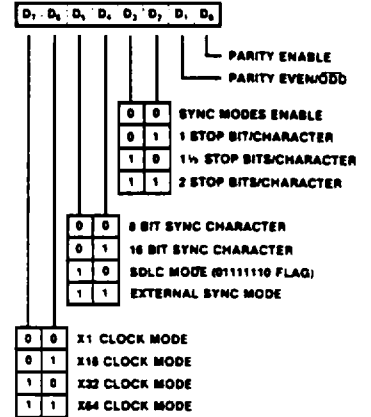 D₇ D₆ D₅ D₄ D₃ D₂ D₁ D₀
PARITY ENABLE
PARITY EVEN/ODD
0 0 SYNC MODES ENABLE
0 1 1 STOP BIT/CHARACTER
1 0 1½ STOP BITS/CHARACTER
1 1 2 STOP BITS/CHARACTER
0 0 8 BIT SYNC CHARACTER
0 1 16 BIT SYNC CHARACTER
1 0 SDLC MODE (01111110 FLAG)
1 1 EXTERNAL SYNC MODE
0 0 X1 CLOCK MODE
0 1 X16 CLOCK MODE
1 0 X32 CLOCK MODE
1 1 X64 CLOCK MODE